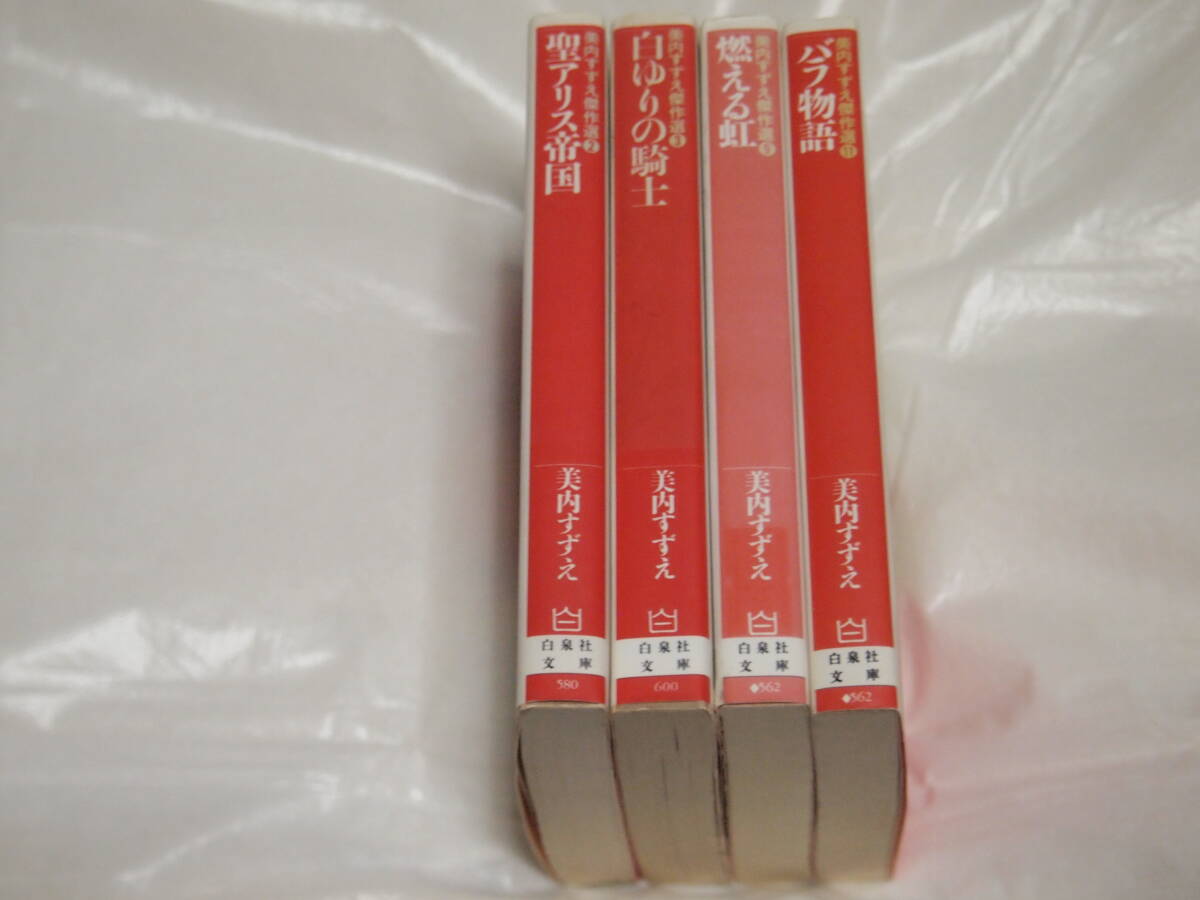 美内すずえ傑作選2
聖アリス帝国
美内すずえ
白泉社
文庫
580
美内すずえ傑作選3
白ゆりの騎士
美内すずえ
白泉社
文庫
600
美内すずえ傑作選9
燃える虹
美内すずえ
白泉社
文庫
◆562
美内すずえ傑作選11
バラ物語
美内すずえ
白泉社
文庫
◆562